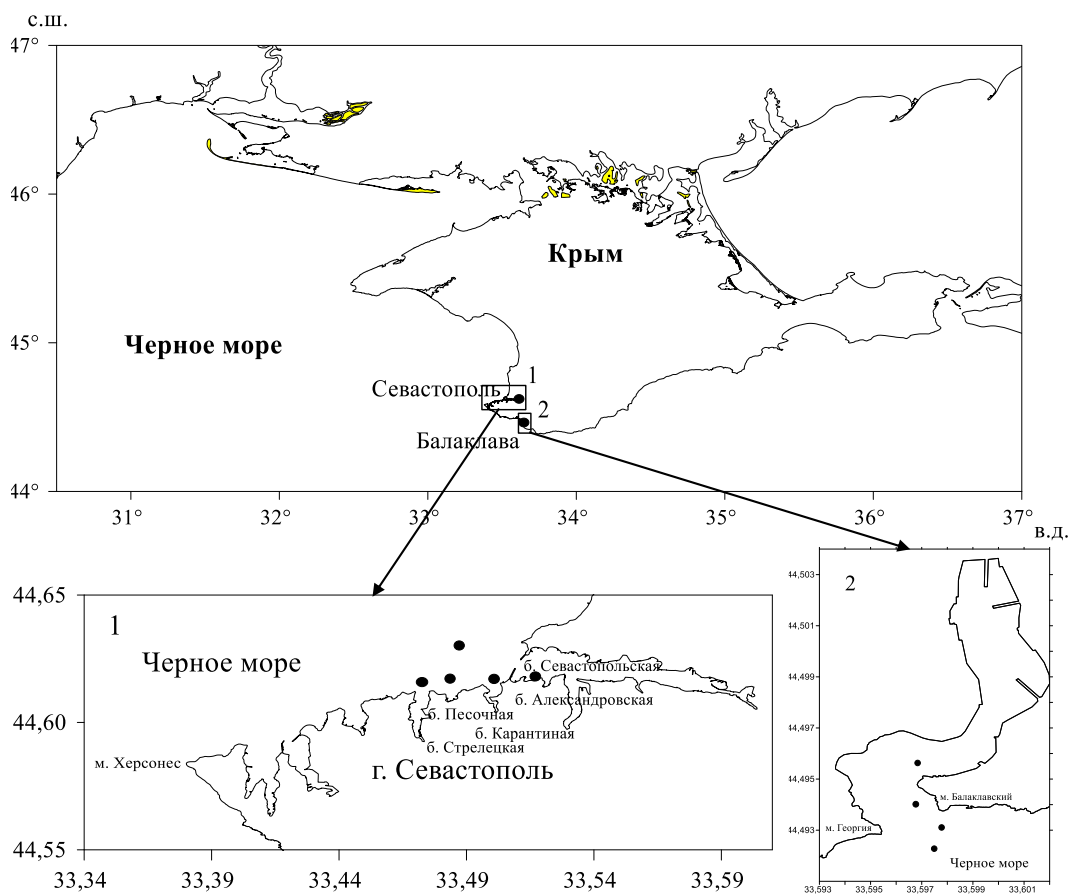 с.ш.
47°
46°
Крым
45°
Черное море
1
Севастополь
2
Балаклава
44°
31° 32° 33° 34° 35° 36° 37°
в.д.
44,65
1
Черное море
б. Севастопольская
б. Александровская
б. Песочная
44,60
б. Карантиная
б. Стрелецкая
м. Херсонес
г. Севастополь
44,55
33,34 33,39 33,44 33,49 33,54 33,59
44,503
2
44,501
44,499
44,497
44,495
м. Балаклавский
м. Георгия
44,493
Черное море
33,593 33,595 33,597 33,599 33,601